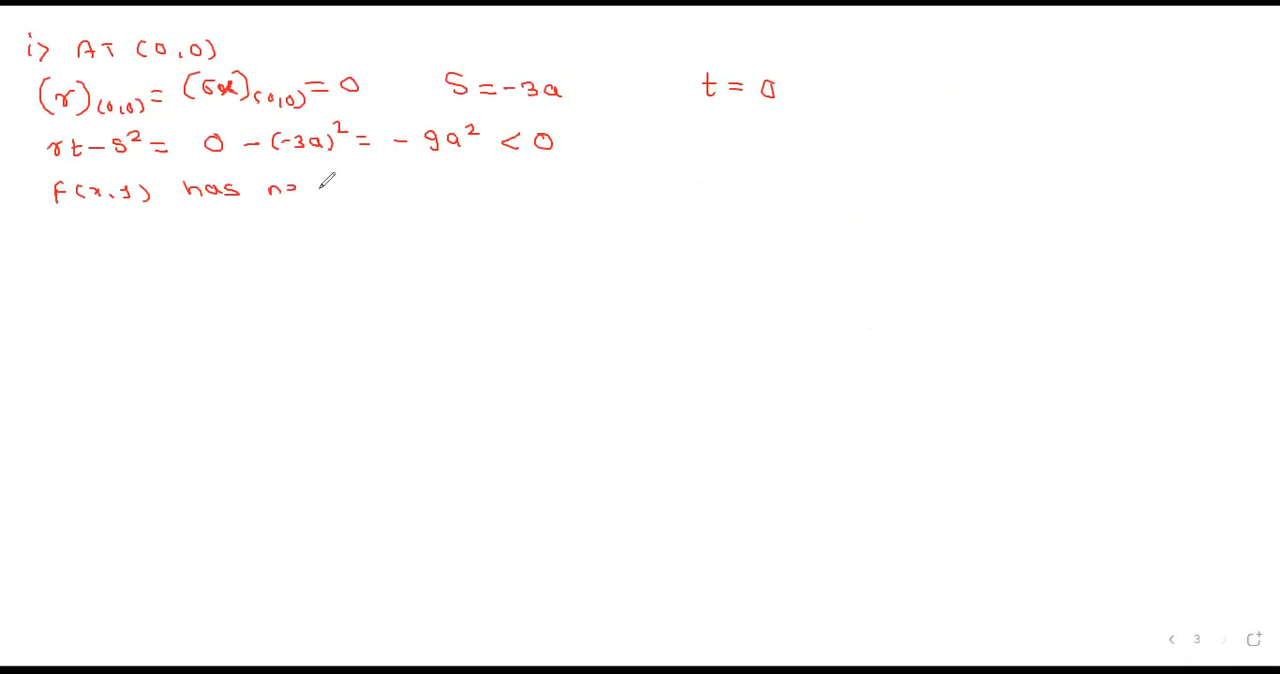 i> AT (0,0)
(r)(0,0) = (6x)(0,0) = 0 S = -3a t = 0
rt - s² = 0 - (-3a)² = - 9a² < 0
f(x,y) has no
3